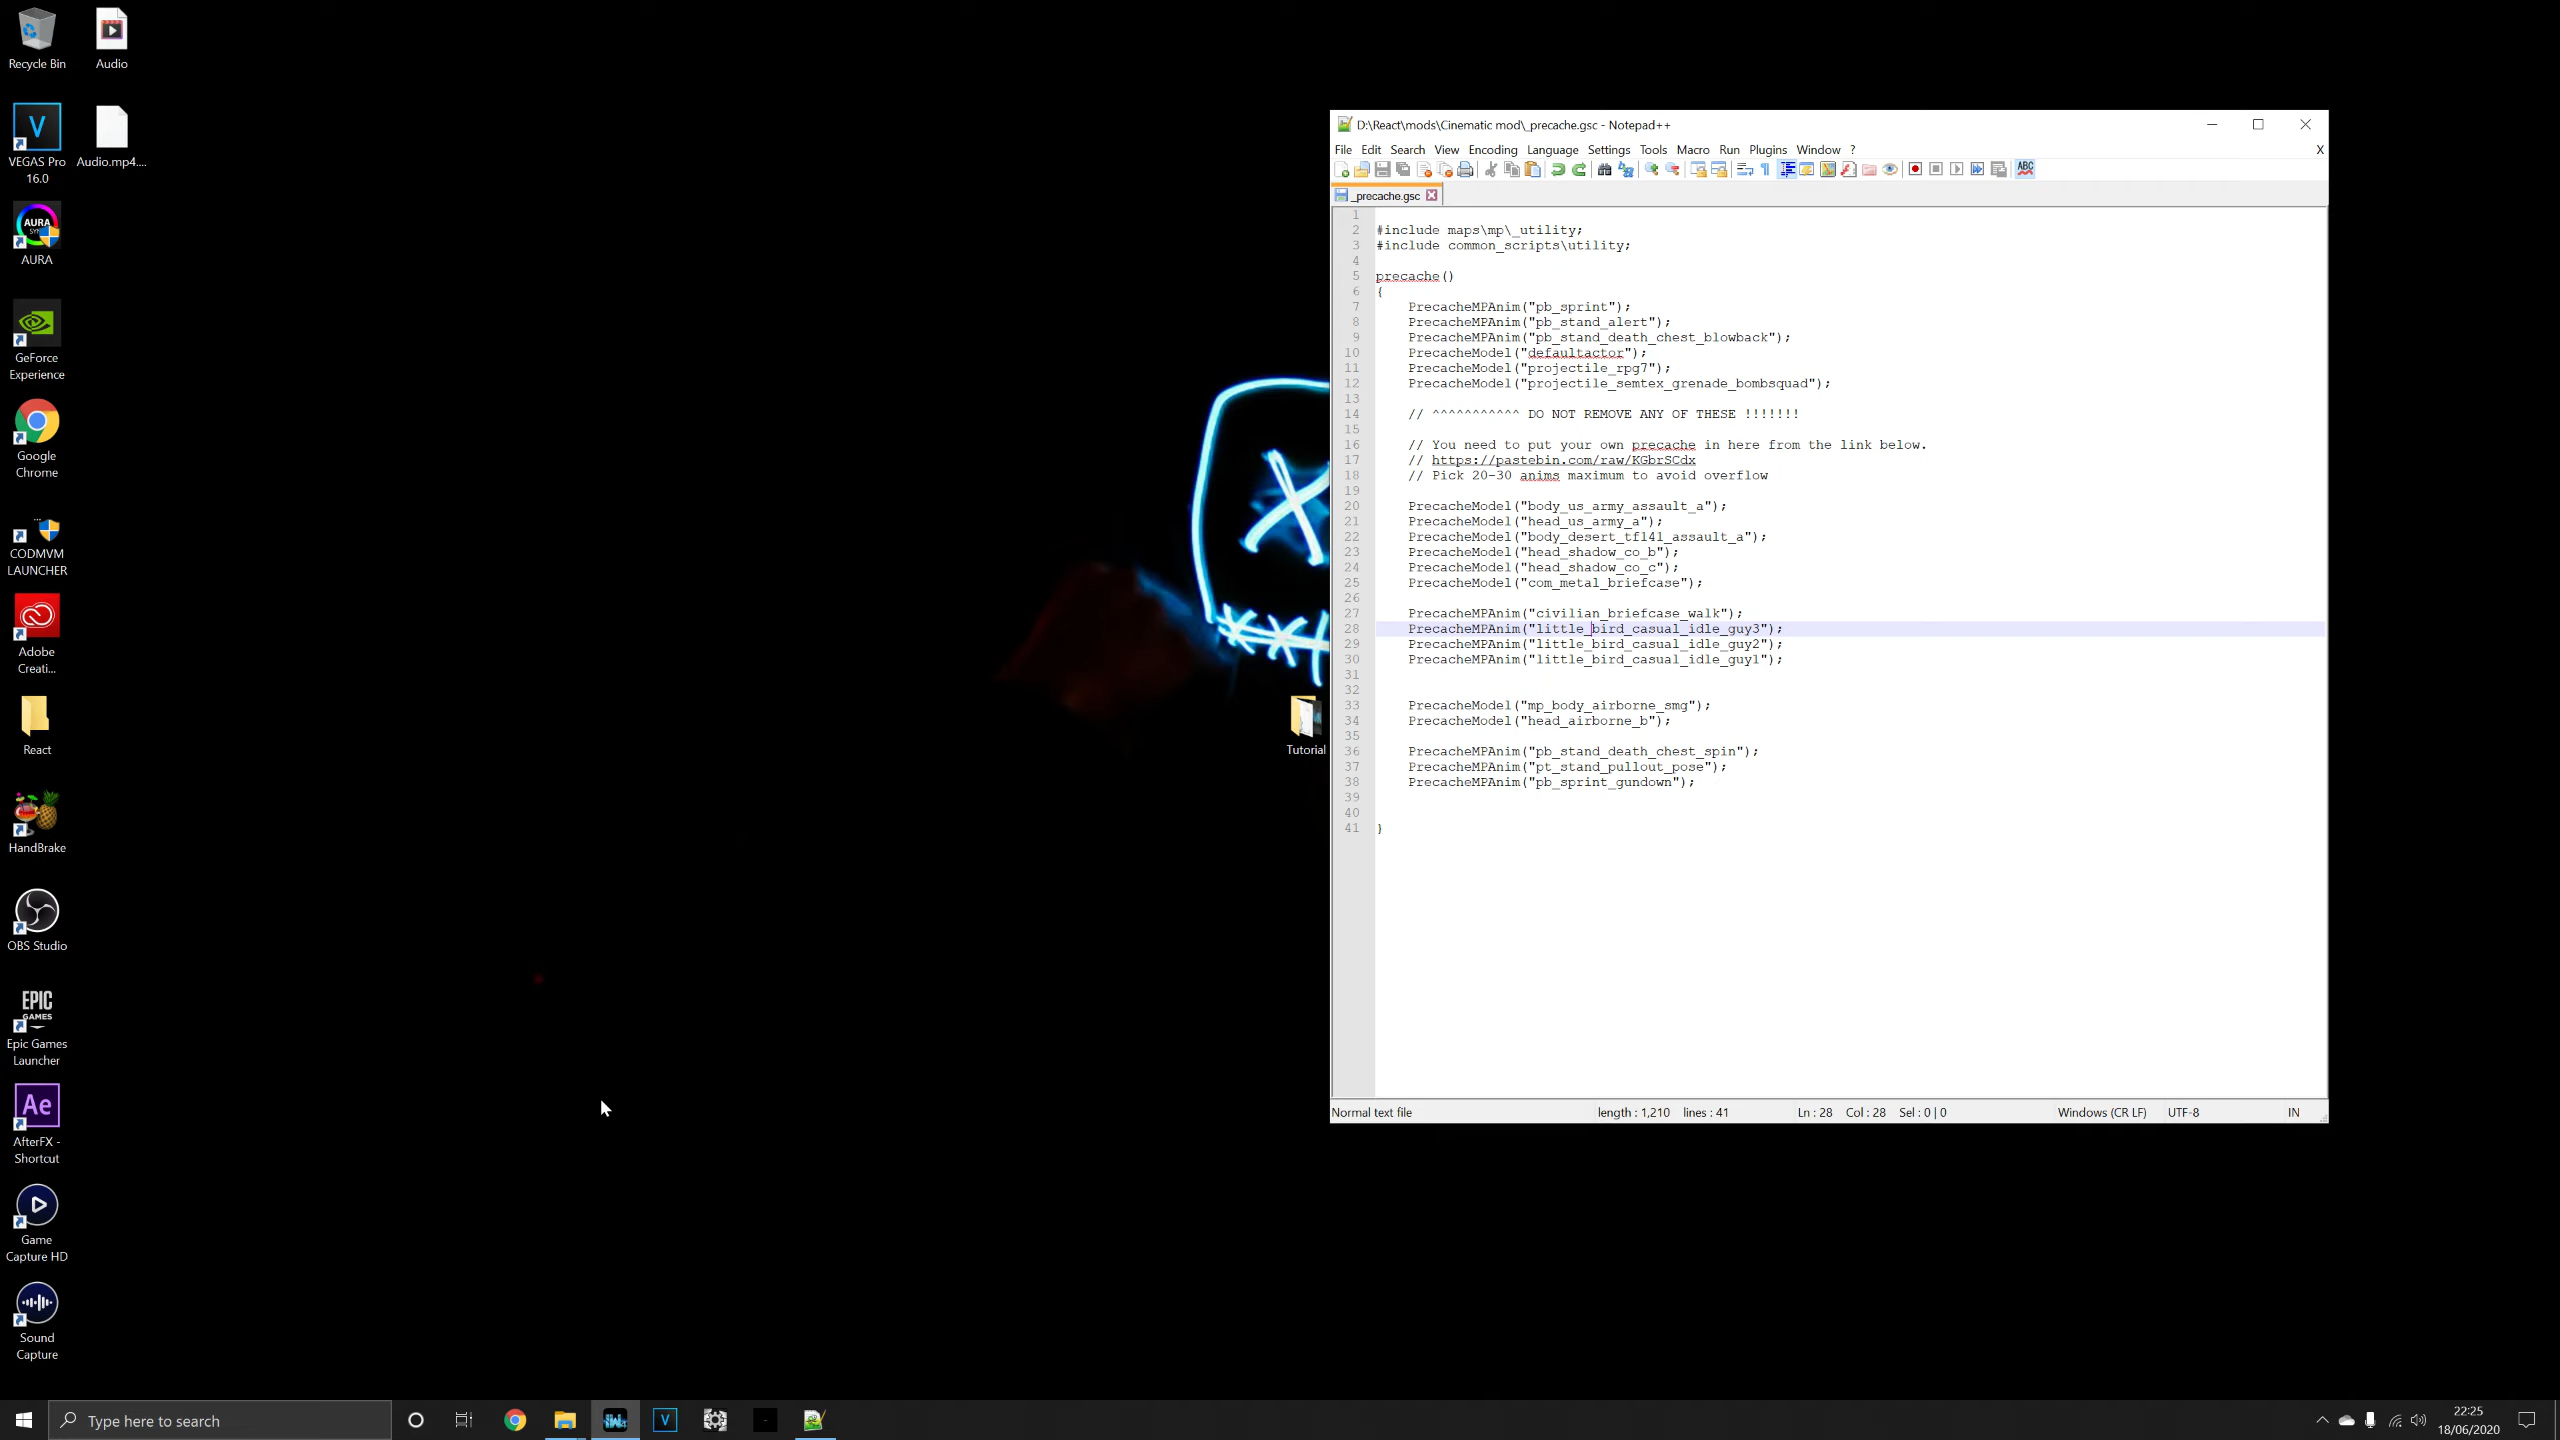 Recycle Bin
Audio
VEGAS Pro
16.0
Audio.mp4....
AURA
SYNC
AURA
GeForce
Experience
Google
Chrome
CODMVM
LAUNCHER
Adobe
Creati...
React
HandBrake
OBS Studio
EPIC
GAMES
Epic Games
Launcher
Ae
AfterFX -
Shortcut
Game
Capture HD
Sound
Capture
Tutorial
D:\React\mods\Cinematic mod\_precache.gsc - Notepad++
File Edit Search View Encoding Language Settings Tools Macro Run Plugins Window ? X
_precache.gsc
1
2 #include maps\mp\_utility;
3 #include common_scripts\utility;
4
5 precache()
6 {
7 PrecacheMPAnim("pb_sprint");
8 PrecacheMPAnim("pb_stand_alert");
9 PrecacheMPAnim("pb_stand_death_chest_blowback");
10 PrecacheModel("defaultactor");
11 PrecacheModel("projectile_rpg7");
12 PrecacheModel("projectile_semtex_grenade_bombsquad");
13
14 // ^^^^^^^^^^^ DO NOT REMOVE ANY OF THESE !!!!!!!
15
16 // You need to put your own precache in here from the link below.
17 // https://pastebin.com/raw/KGbrSCdx
18 // Pick 20-30 anims maximum to avoid overflow
19
20 PrecacheModel("body_us_army_assault_a");
21 PrecacheModel("head_us_army_a");
22 PrecacheModel("body_desert_tf141_assault_a");
23 PrecacheModel("head_shadow_co_b");
24 PrecacheModel("head_shadow_co_c");
25 PrecacheModel("com_metal_briefcase");
26
27 PrecacheMPAnim("civilian_briefcase_walk");
28 PrecacheMPAnim("little_bird_casual_idle_guy3");
29 PrecacheMPAnim("little_bird_casual_idle_guy2");
30 PrecacheMPAnim("little_bird_casual_idle_guy1");
31
32
33 PrecacheModel("mp_body_airborne_smg");
34 PrecacheModel("head_airborne_b");
35
36 PrecacheMPAnim("pb_stand_death_chest_spin");
37 PrecacheMPAnim("pt_stand_pullout_pose");
38 PrecacheMPAnim("pb_sprint_gundown");
39
40
41 }
Normal text file length : 1,210 lines : 41 Ln : 28 Col : 28 Sel : 0 | 0 Windows (CR LF) UTF-8 IN
Type here to search
22:25
18/06/2020